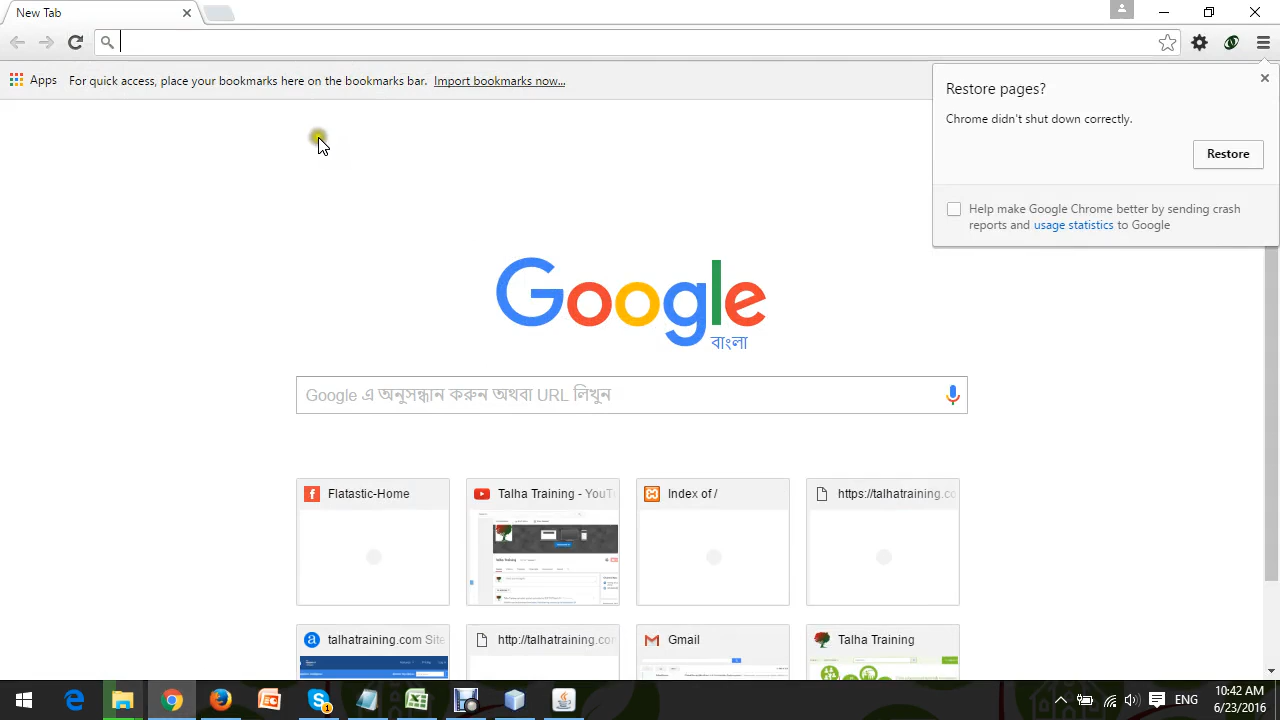 New Tab
Apps For quick access, place your bookmarks here on the bookmarks bar. Import bookmarks now...
Restore pages?
Chrome didn't shut down correctly.
Restore
Help make Google Chrome better by sending crash
reports and usage statistics to Google
Google
বাংলা
Google এ অনুসন্ধান করুন অথবা URL লিখুন
Flatastic-Home
Talha Training - YouT
Index of /
https://talhatraining.co
talhatraining.com Site
http://talhatraining.co
Gmail
Talha Training
ENG
10:42 AM
6/23/2016